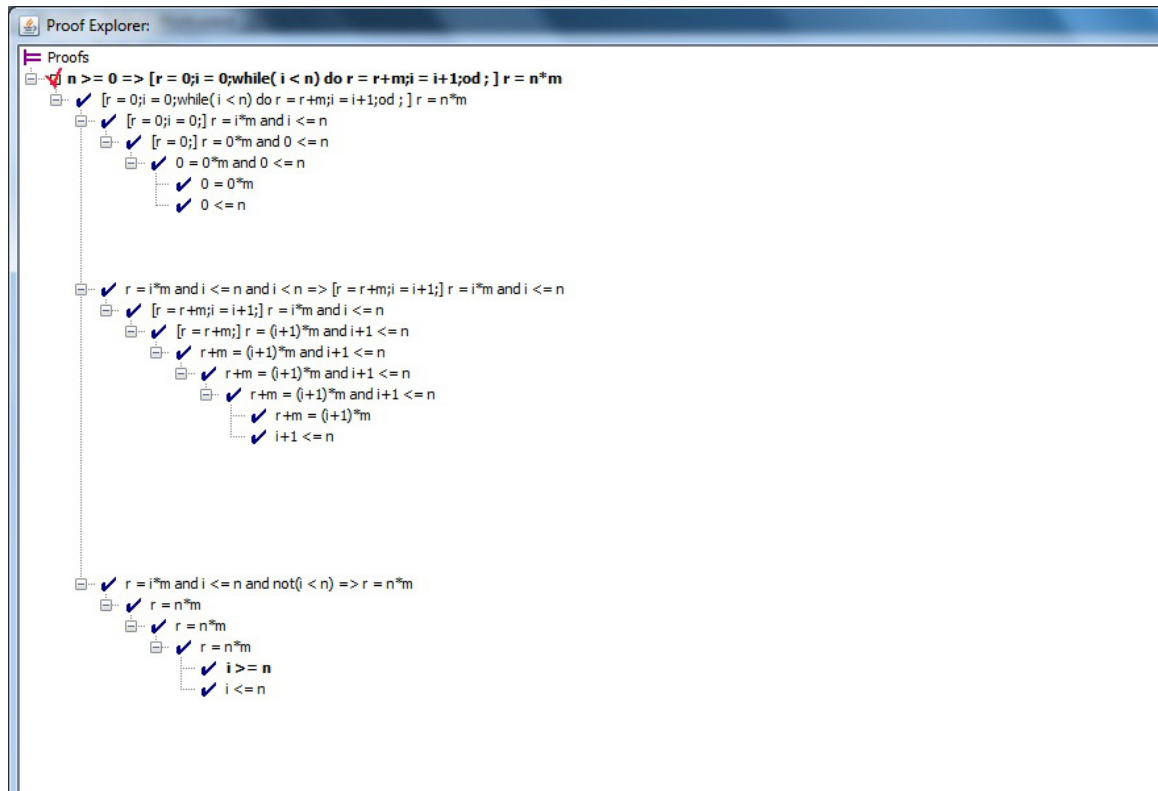 Proof Explorer:
Proofs
n >= 0 => [r = 0;i = 0;while( i < n) do r = r+m;i = i+1;od ; ] r = n*m
[r = 0;i = 0;while( i < n) do r = r+m;i = i+1;od ; ] r = n*m
[r = 0;i = 0;] r = i*m and i <= n
[r = 0;] r = 0*m and 0 <= n
0 = 0*m and 0 <= n
0 = 0*m
0 <= n
r = i*m and i <= n and i < n => [r = r+m;i = i+1;] r = i*m and i <= n
[r = r+m;i = i+1;] r = i*m and i <= n
[r = r+m;] r = (i+1)*m and i+1 <= n
r+m = (i+1)*m and i+1 <= n
r+m = (i+1)*m and i+1 <= n
r+m = (i+1)*m and i+1 <= n
r+m = (i+1)*m
i+1 <= n
r = i*m and i <= n and not(i < n) => r = n*m
r = n*m
r = n*m
r = n*m
i >= n
i <= n